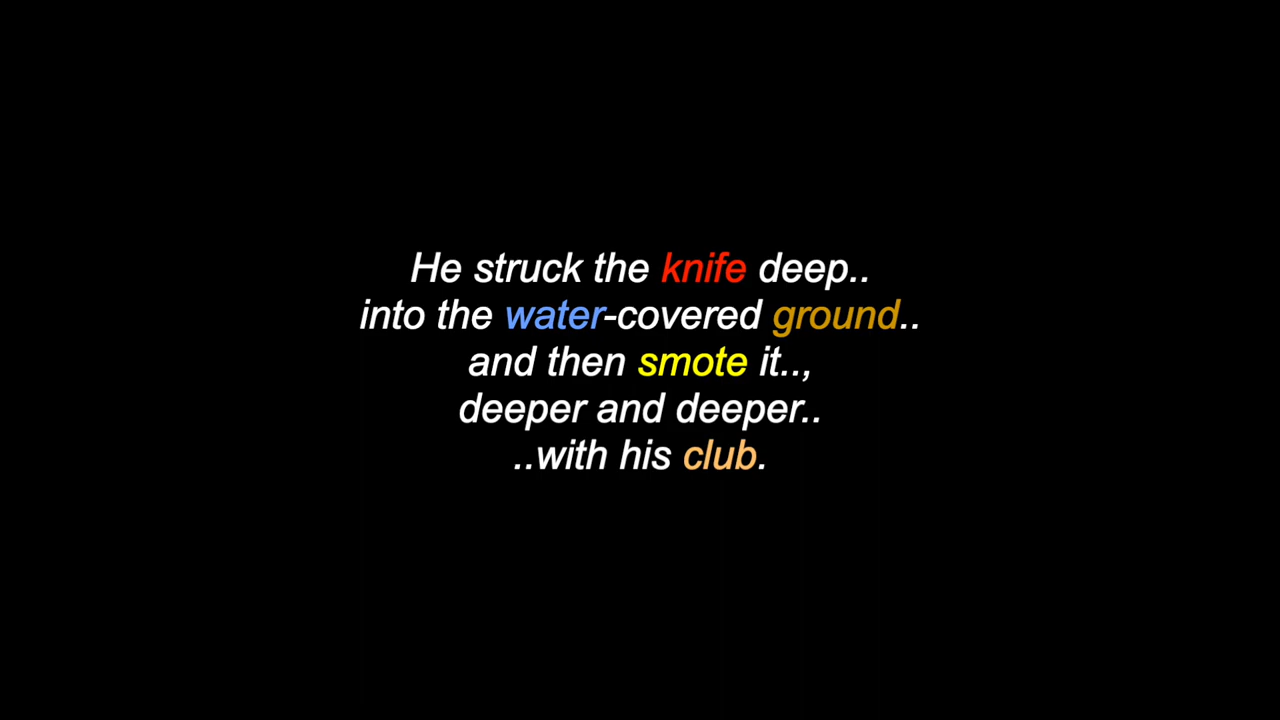 He struck the knife deep..
into the water-covered ground..
and then smote it..,
deeper and deeper..
..with his club.